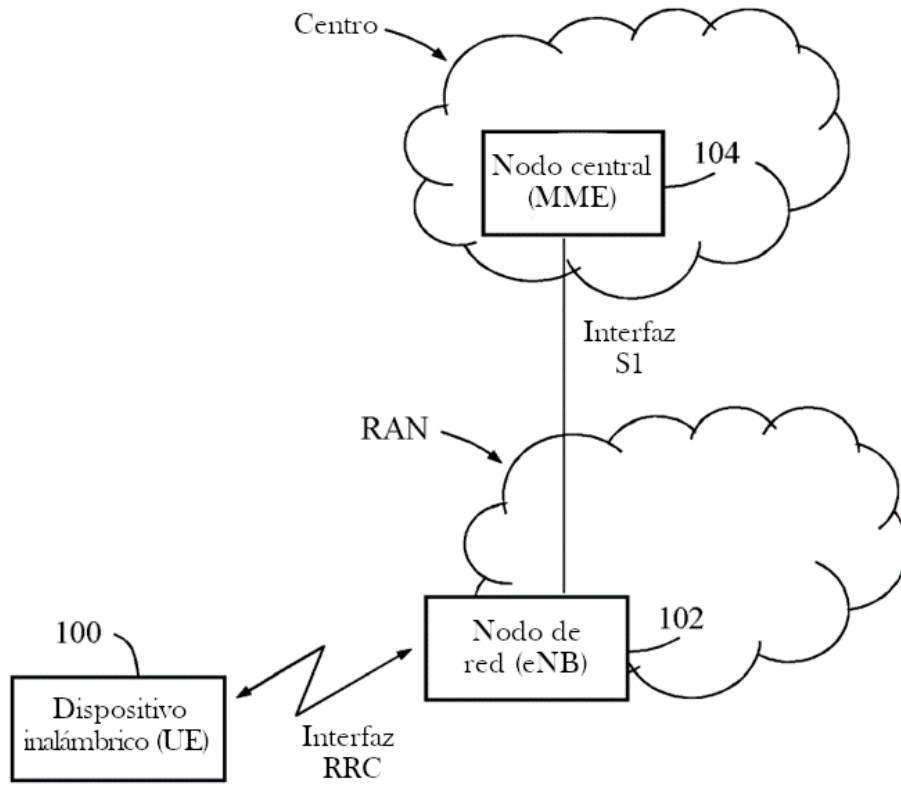 Centro
Nodo central
(MME)
104
Interfaz
S1
RAN
Nodo de
red (eNB)
102
100
Dispositivo
inalámbrico (UE)
Interfaz
RRC